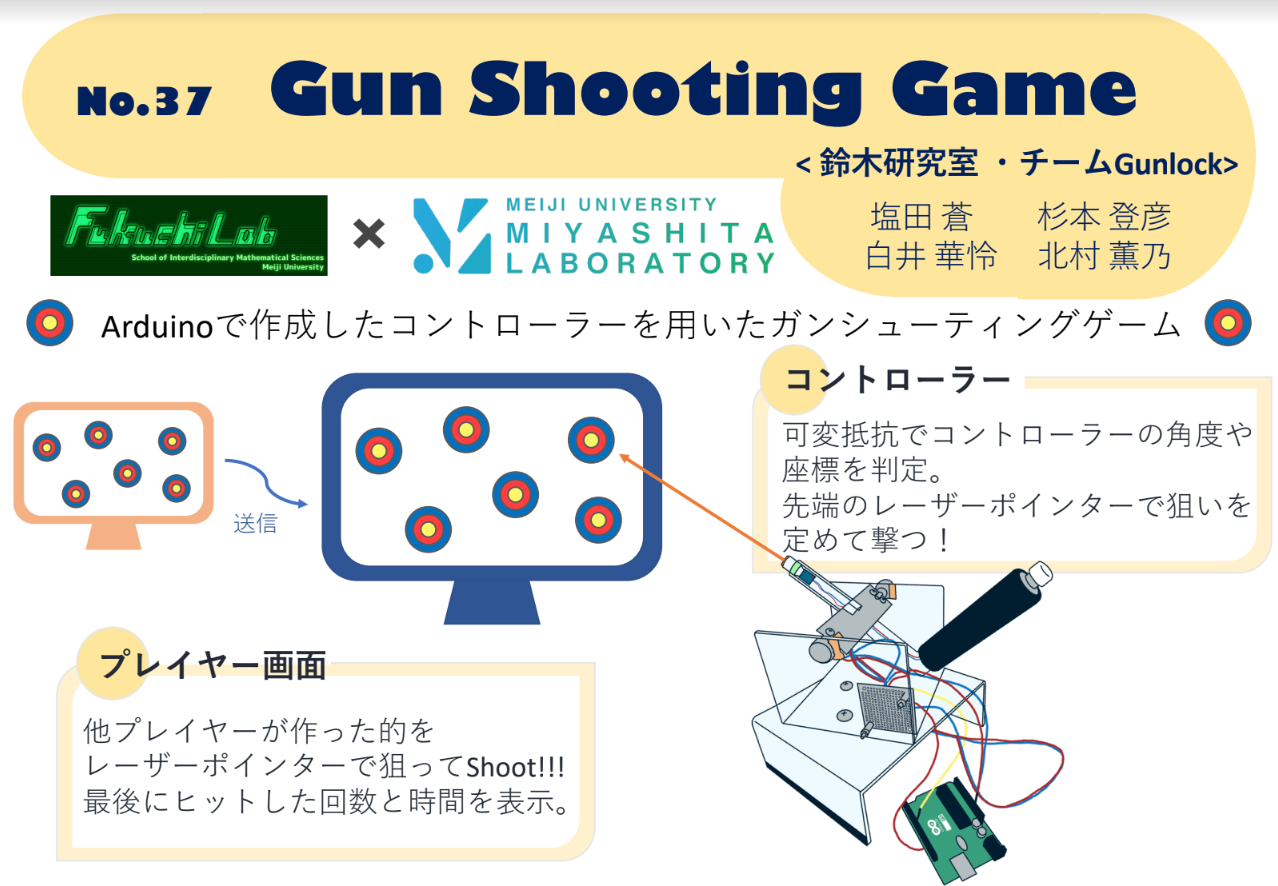 No.37 Gun Shooting Game
< 鈴木研究室 ・チームGunlock>
塩田 蒼 杉本 登彦
白井 華怜 北村 薫乃
FukuchiLab
School of Interdisciplinary Mathematical Sciences
Meiji University
×
MEIJI UNIVERSITY
MIYASHITA
LABORATORY
Arduinoで作成したコントローラーを用いたガンシューティングゲーム
コントローラー
可変抵抗でコントローラーの角度や
座標を判定。
先端のレーザーポインターで狙いを
定めて撃つ！
送信
プレイヤー画面
他プレイヤーが作った的を
レーザーポインターで狙ってShoot!!!
最後にヒットした回数と時間を表示。